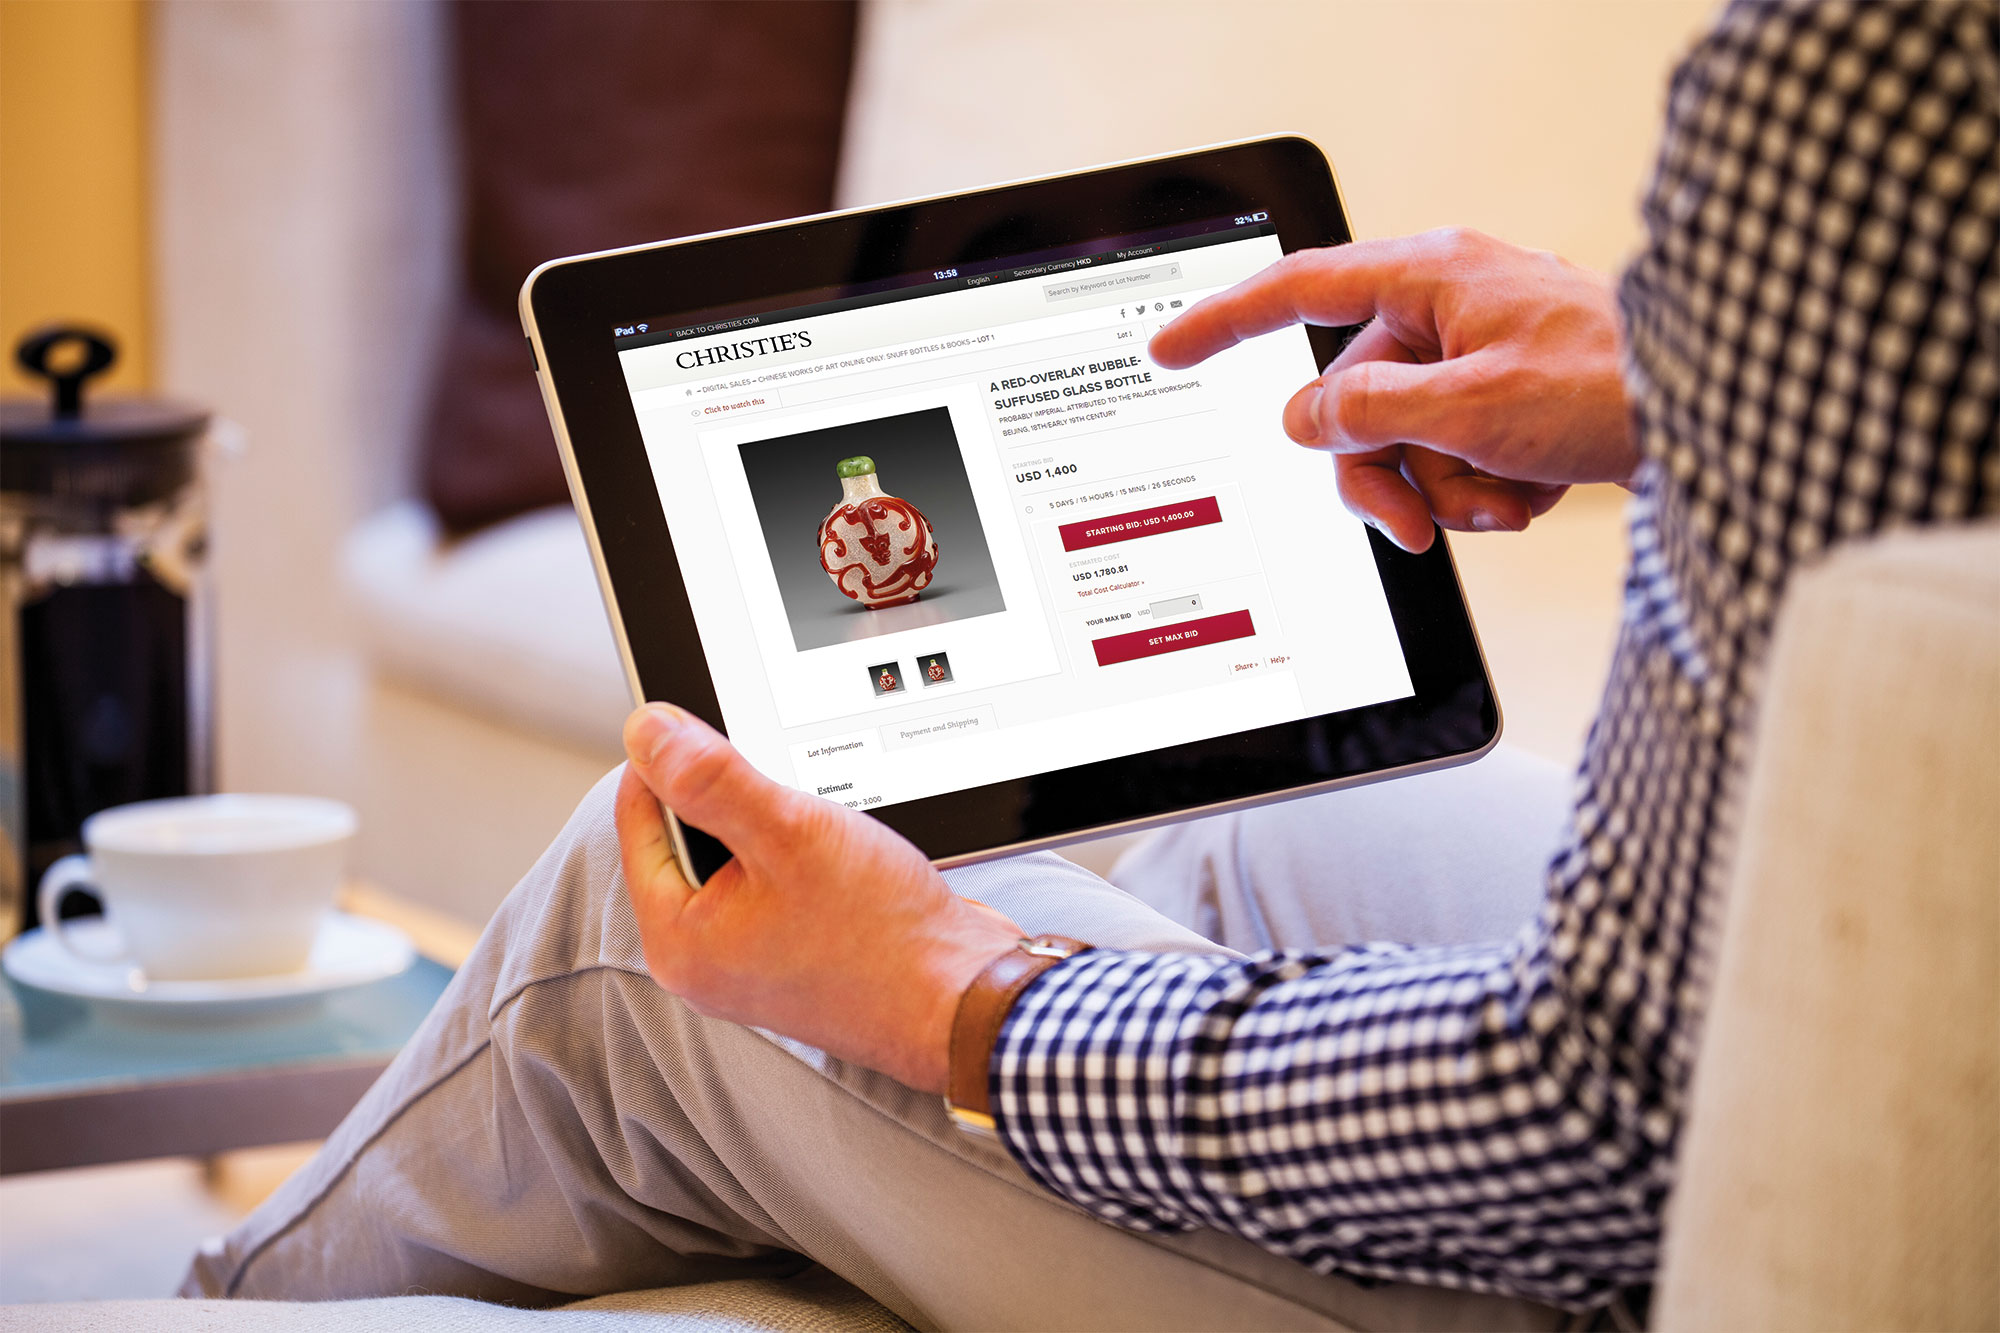 iPad 13:58 32%
BACK TO CHRISTIES.COM English Secondary Currency HKD My Account
CHRISTIE'S Search by Keyword or Lot Number
– DIGITAL SALES – CHINESE WORKS OF ART ONLINE ONLY: SNUFF BOTTLES & BOOKS – LOT 1
Lot 1
Click to watch this
A RED-OVERLAY BUBBLE-
SUFFUSED GLASS BOTTLE
PROBABLY IMPERIAL, ATTRIBUTED TO THE PALACE WORKSHOPS,
BEIJING, 18TH/EARLY 19TH CENTURY
STARTING BID
USD 1,400
5 DAYS / 15 HOURS / 15 MINS / 26 SECONDS
STARTING BID: USD 1,400.00
ESTIMATED COST
USD 1,780.81
Total Cost Calculator »
YOUR MAX BID USD 0
SET MAX BID
Share » Help »
Lot Information Payment and Shipping
Estimate
000 - 3,000